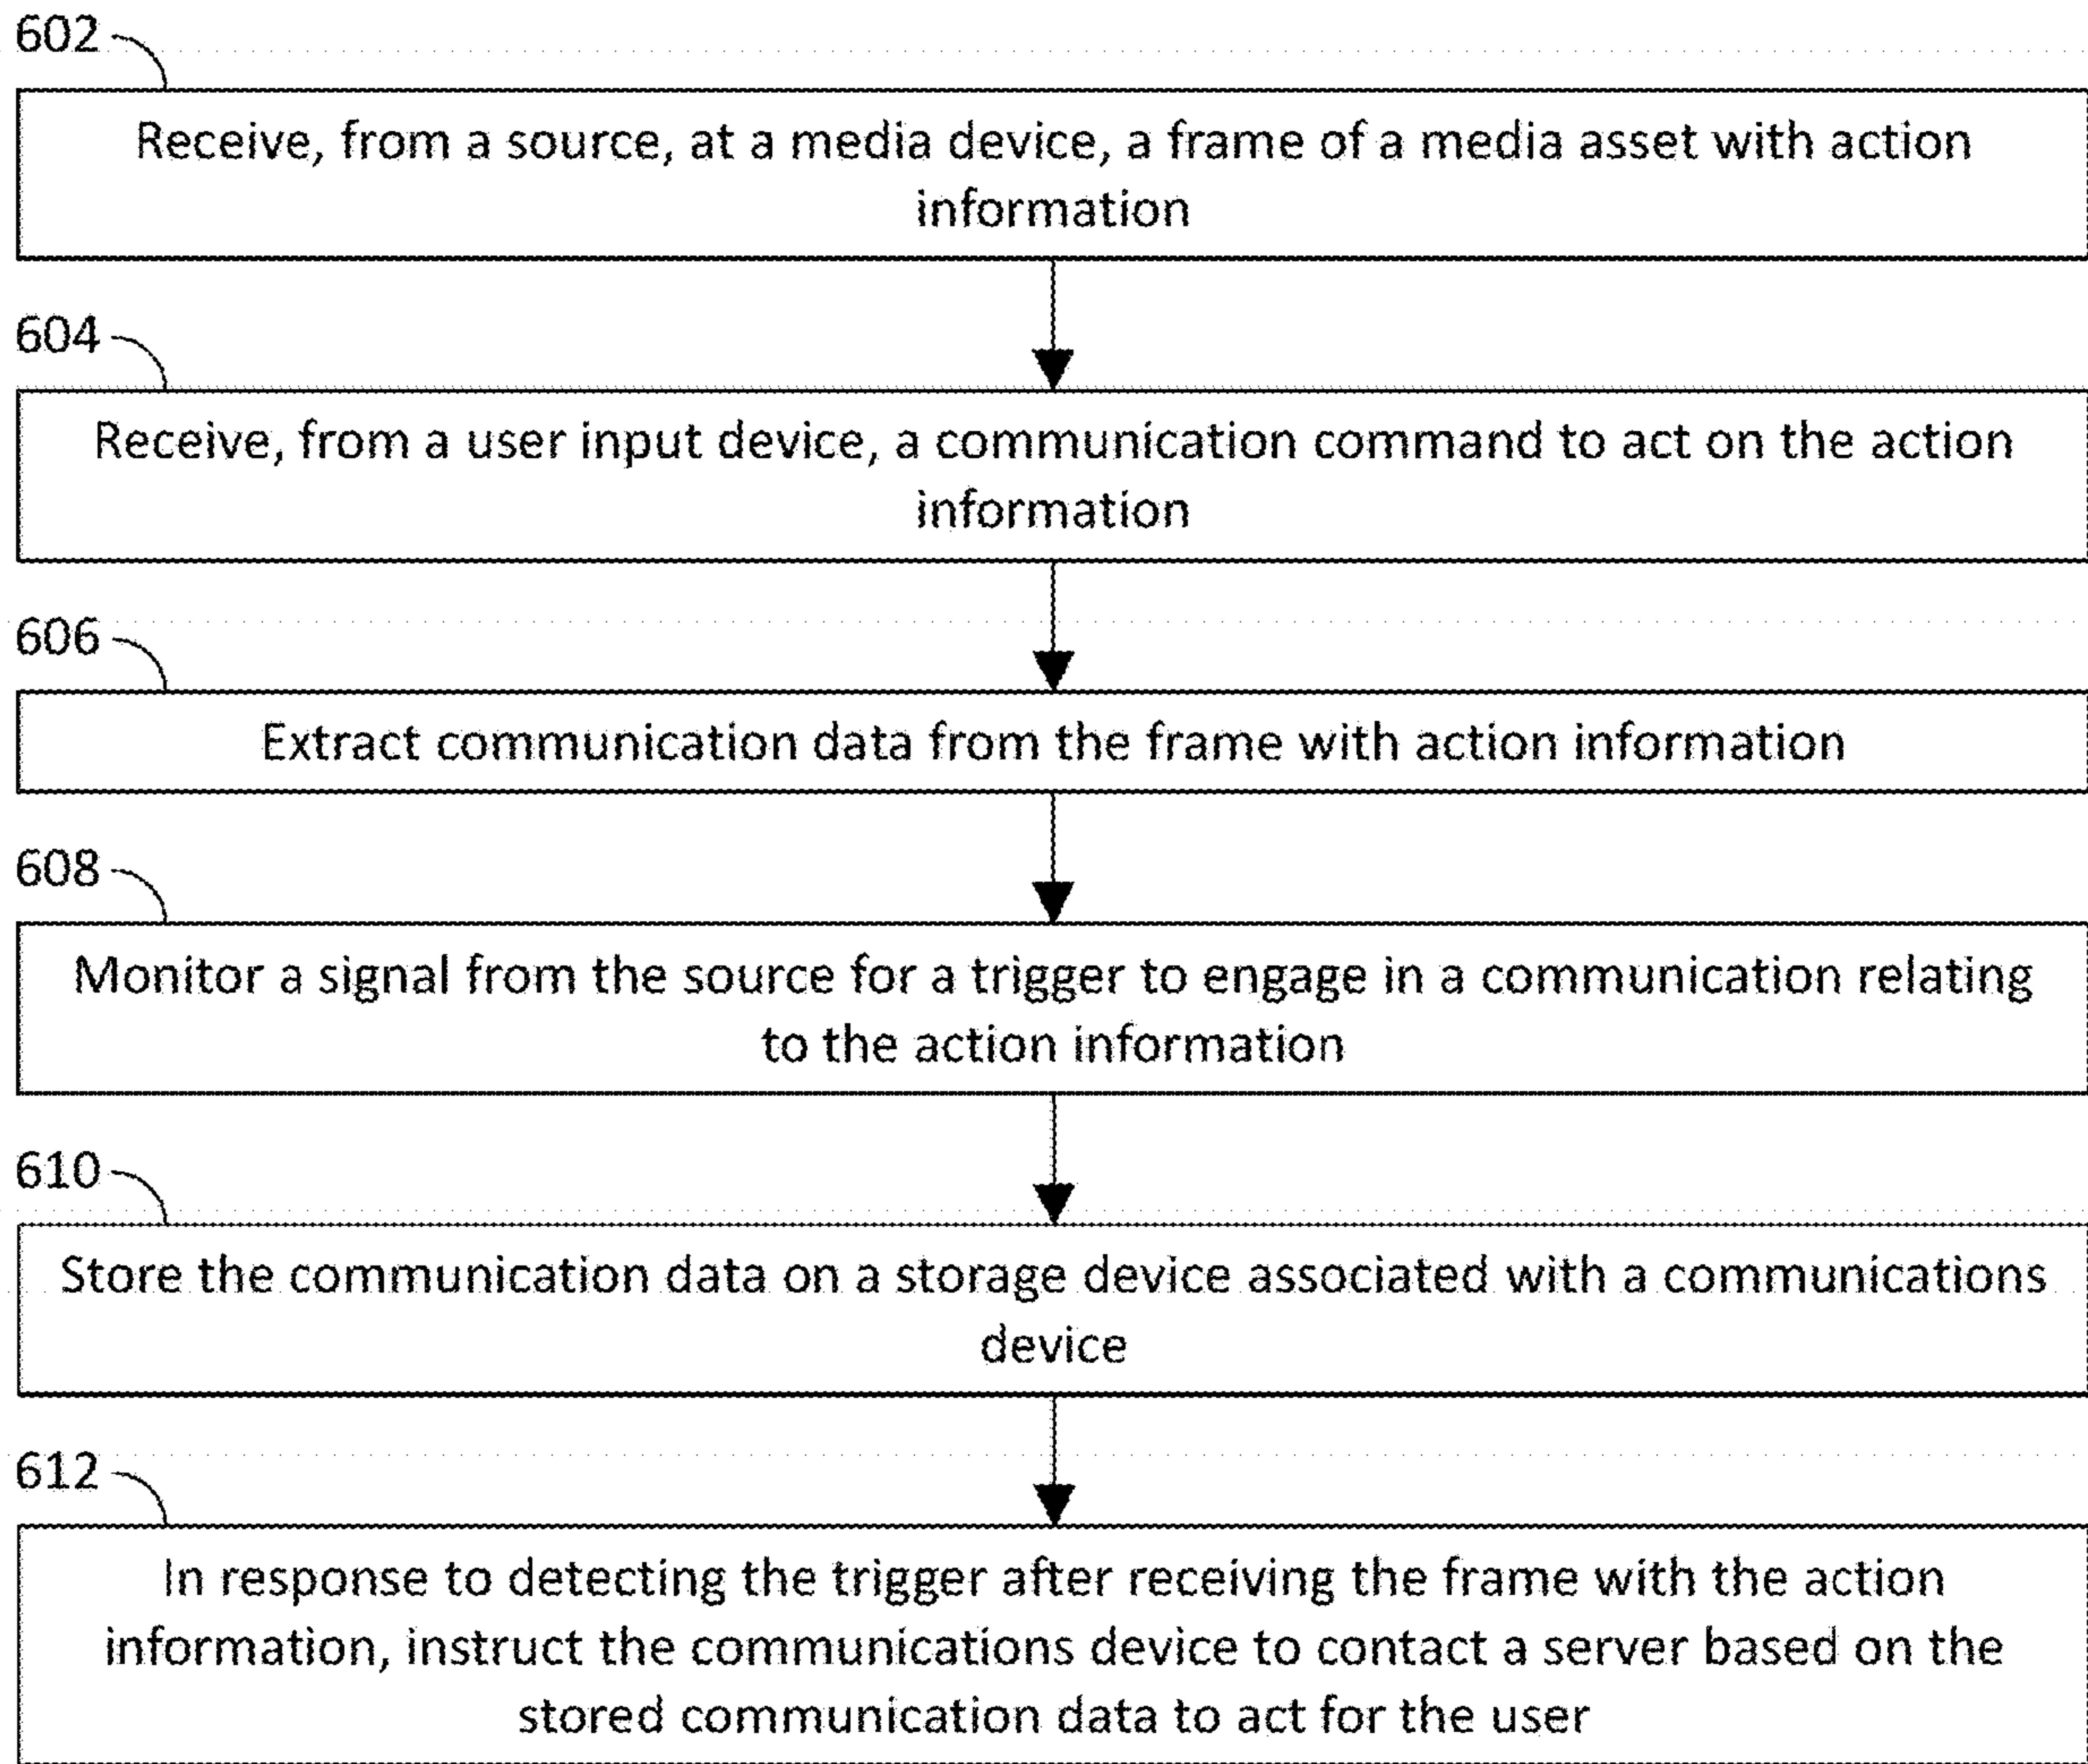 602
Receive, from a source, at a media device, a frame of a media asset with action
information
604
Receive, from a user input device, a communication command to act on the action
information
606
Extract communication data from the frame with action information
608
Monitor a signal from the source for a trigger to engage in a communication relating
to the action information
610
Store the communication data on a storage device associated with a communications
device
612
In response to detecting the trigger after receiving the frame with the action
information, instruct the communications device to contact a server based on the
stored communication data to act for the user